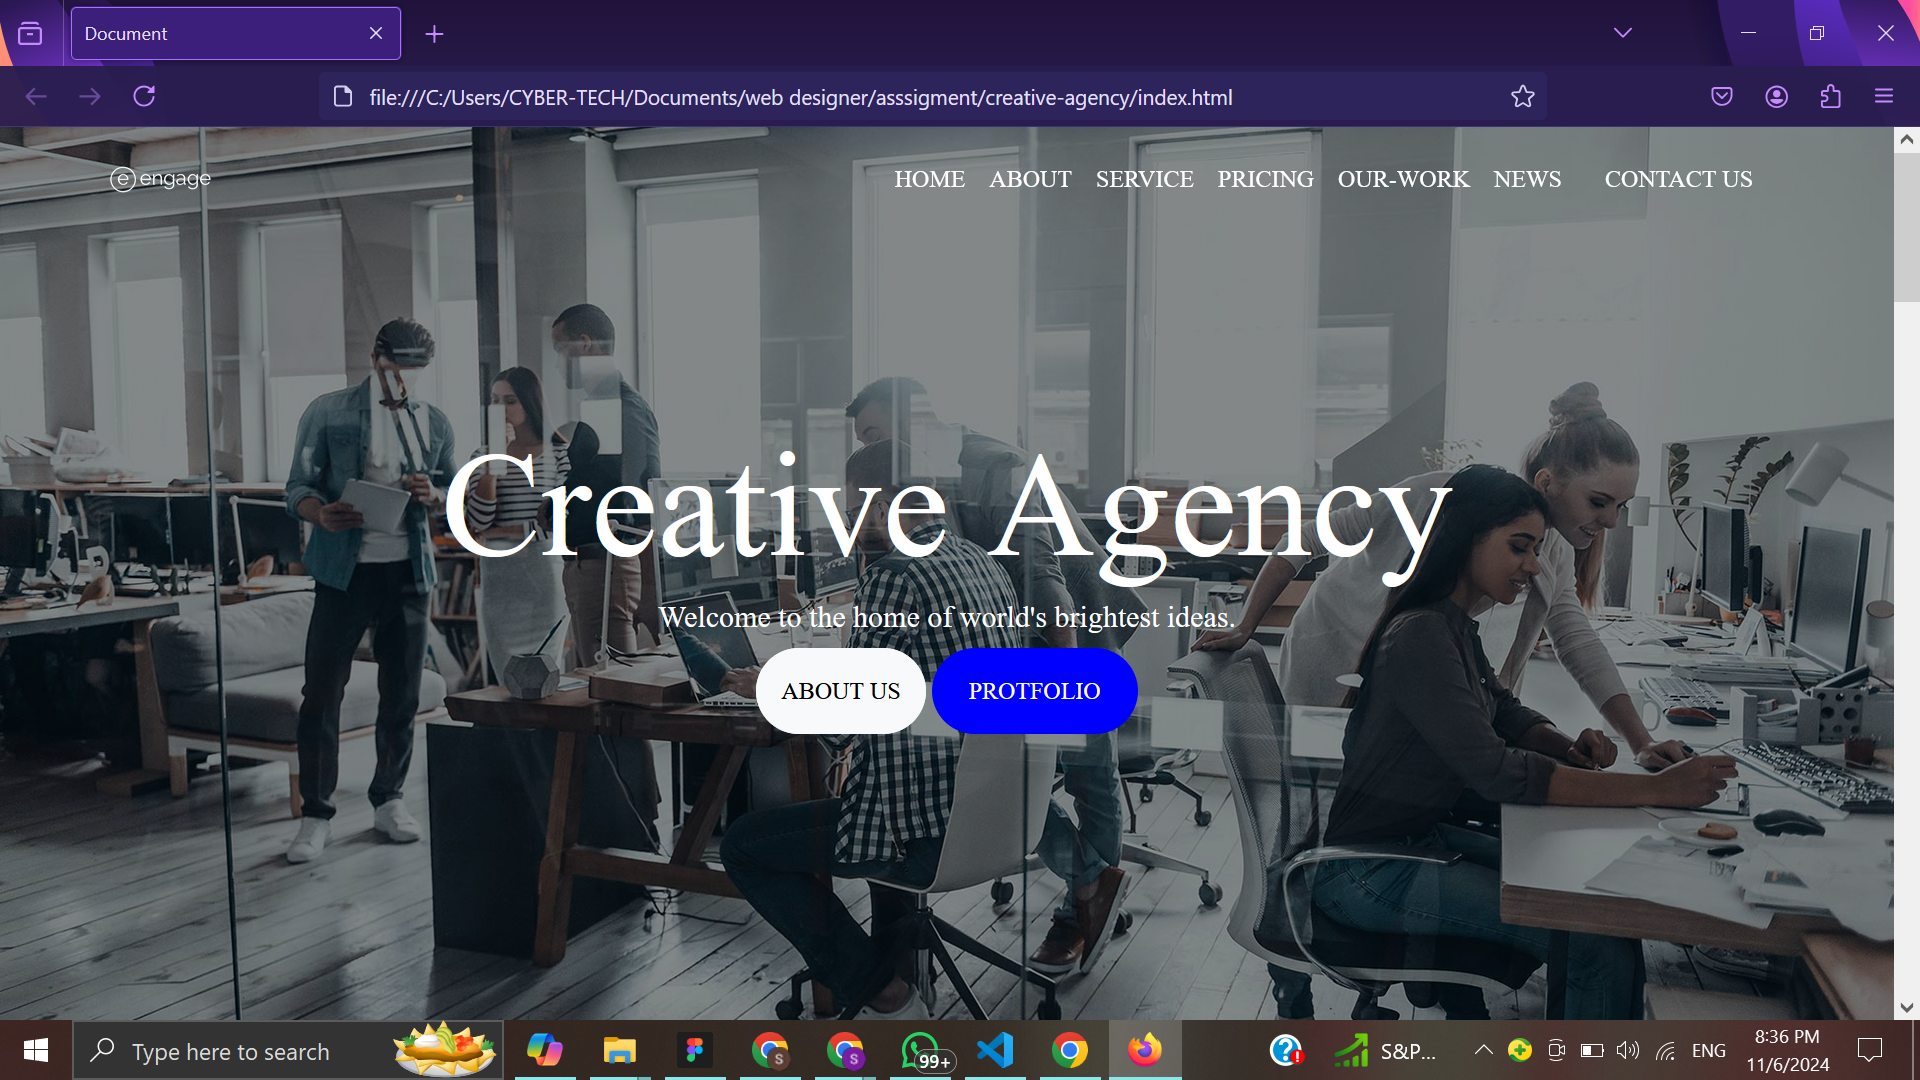 Document
file:///C:/Users/CYBER-TECH/Documents/web designer/asssigment/creative-agency/index.html
e engage
HOME ABOUT SERVICE PRICING OUR-WORK NEWS CONTACT US
Creative Agency
Welcome to the home of world's brightest ideas.
ABOUT US PROTFOLIO
Type here to search
S
S
99+
S&P...
ENG
8:36 PM
11/6/2024